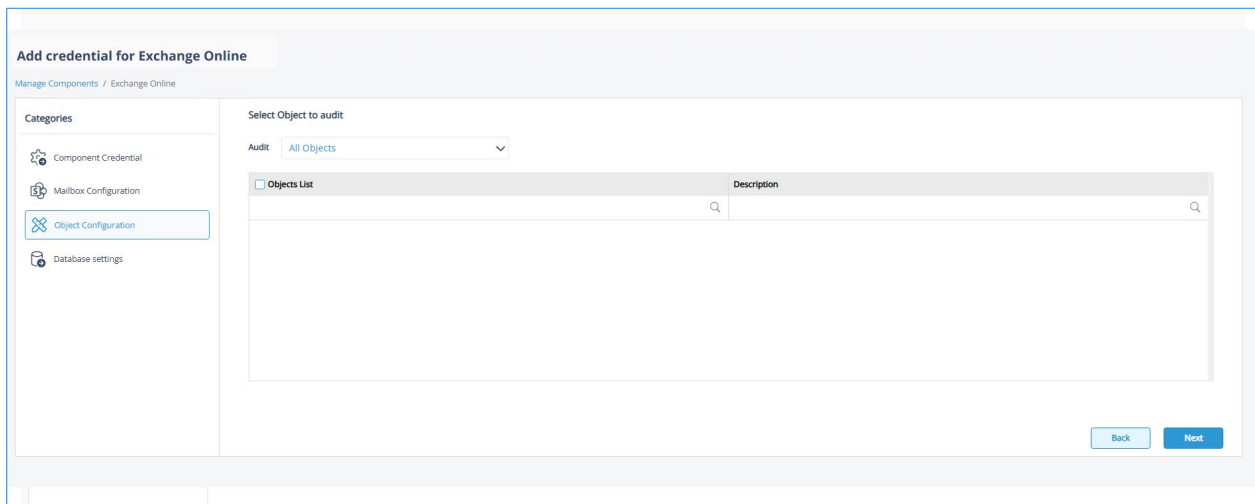 Add credential for Exchange Online
Manage Components / Exchange Online
Categories
Component Credential
Mailbox Configuration
Object Configuration
Database settings
Select Object to audit
Audit All Objects
Objects List Description
Back Next